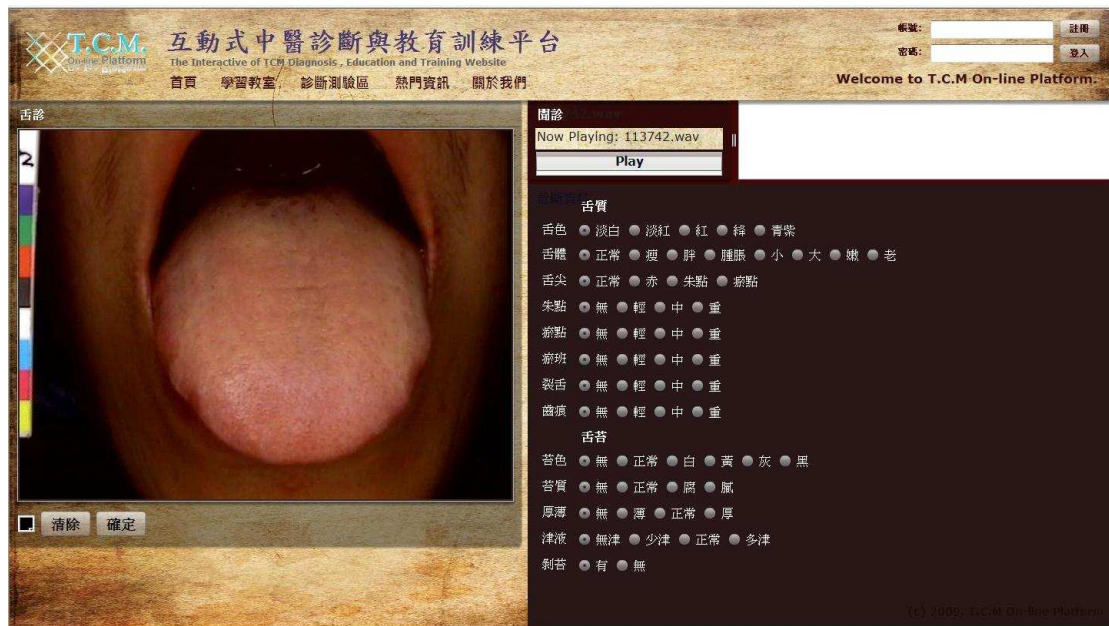 T.C.M.
On-line Platform
互動式中醫診斷與教育訓練平台
The Interactive of TCM Diagnosis , Education and Training Website
首頁 學習教室 診斷測驗區 熱門資訊 關於我們
帳號: 註冊
密碼: 登入
Welcome to T.C.M On-line Platform.
舌診
2
清除 確定
聞診
Now Playing: 113742.wav
Play
舌質
舌色 淡白 淡紅 紅 絳 青紫
舌體 正常 瘦 胖 腫脹 小 大 嫩 老
舌尖 正常 赤 朱點 瘀點
朱點 無 輕 中 重
瘀點 無 輕 中 重
瘀班 無 輕 中 重
裂舌 無 輕 中 重
齒痕 無 輕 中 重
舌苔
苔色 無 正常 白 黃 灰 黑
苔質 無 正常 腐 膩
厚薄 無 薄 正常 厚
津液 無津 少津 正常 多津
剝苔 有 無
(c) 2009, T.C.M On-line Platform